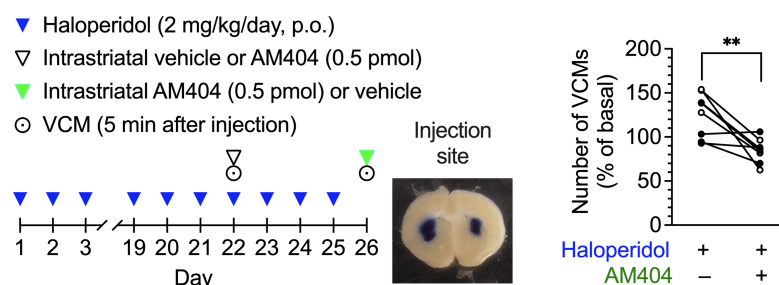 Haloperidol (2 mg/kg/day, p.o.)
Intrastriatal vehicle or AM404 (0.5 pmol)
Intrastriatal AM404 (0.5 pmol) or vehicle
VCM (5 min after injection)
1 2 3 19 20 21 22 23 24 25 26
Day
Injection
site
Number of VCMs
(% of basal)
200
150
100
50
0
**
Haloperidol + +
AM404 – +